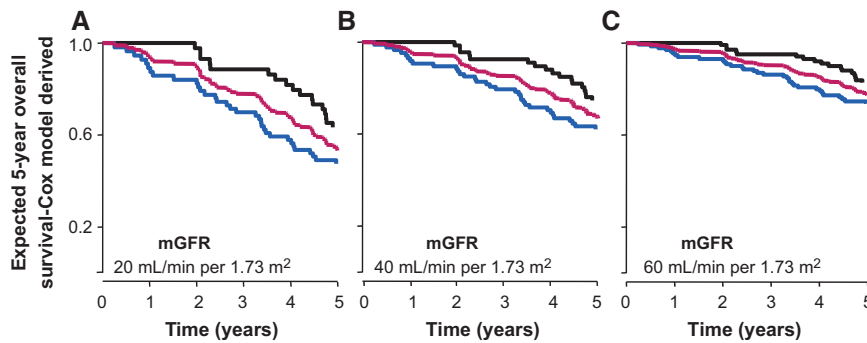 A
B
C
Expected 5-year overall
survival-Cox model derived
1.0
0.6
0.2
mGFR
20 mL/min per 1.73 m²
mGFR
40 mL/min per 1.73 m²
mGFR
60 mL/min per 1.73 m²
0 1 2 3 4 5
0 1 2 3 4 5
0 1 2 3 4 5
Time (years)
Time (years)
Time (years)